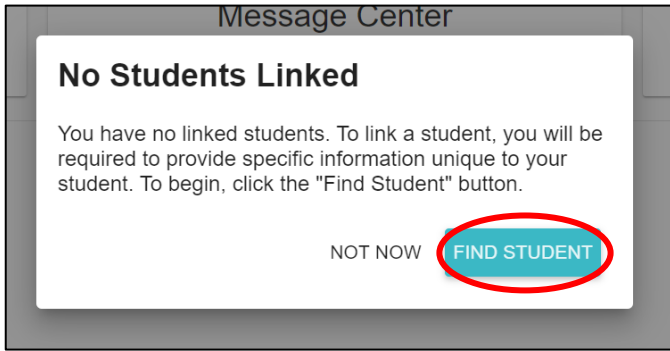 Message Center
No Students Linked
You have no linked students. To link a student, you will be
required to provide specific information unique to your
student. To begin, click the "Find Student" button.
NOT NOW FIND STUDENT